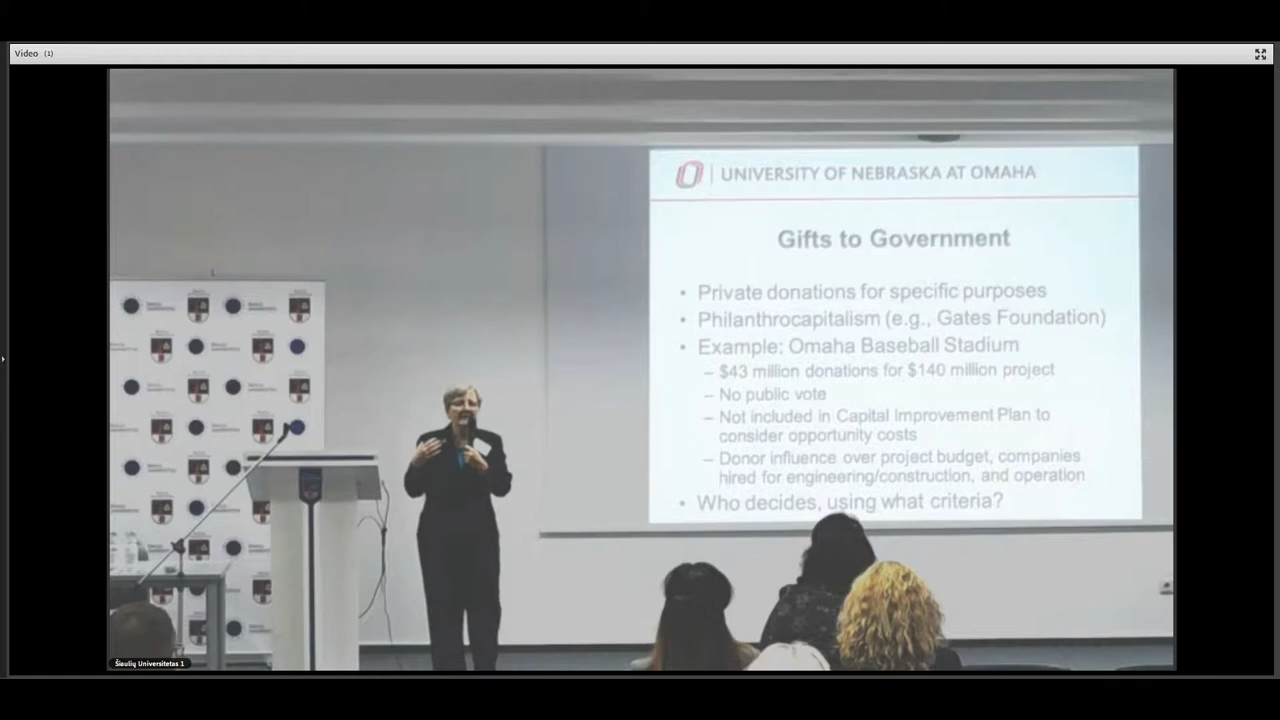 Video (1)
UNIVERSITY OF NEBRASKA AT OMAHA
Gifts to Government
• Private donations for specific purposes
• Philanthrocapitalism (e.g., Gates Foundation)
• Example: Omaha Baseball Stadium
– $43 million donations for $140 million project
– No public vote
– Not included in Capital Improvement Plan to
consider opportunity costs
– Donor influence over project budget, companies
hired for engineering/construction, and operation
• Who decides, using what criteria?
Šiaulių Universitetas 1